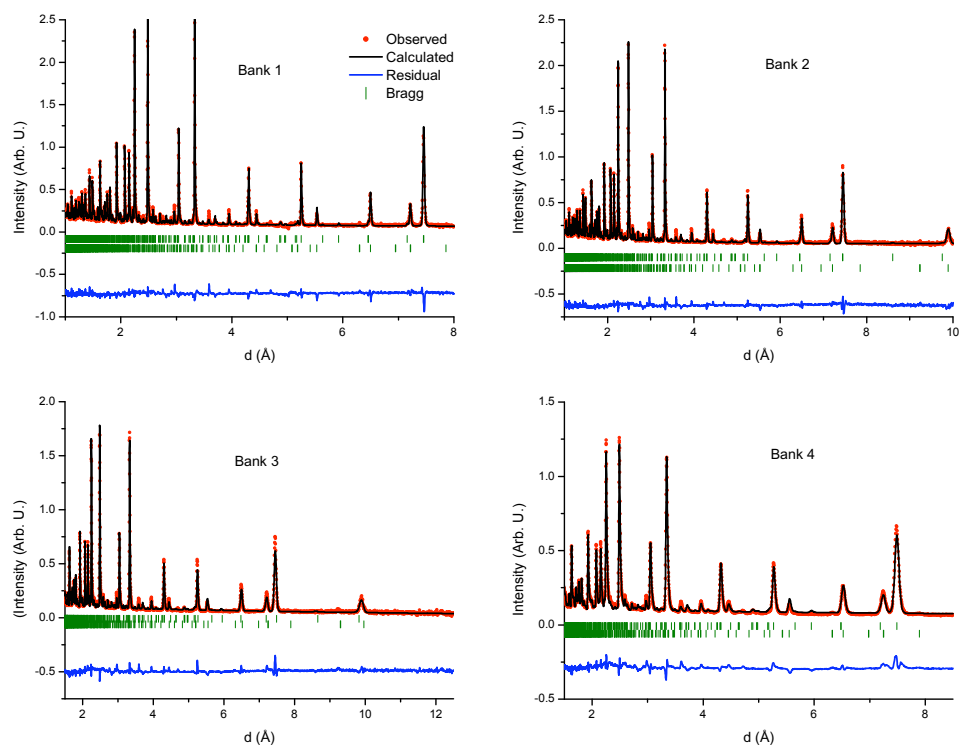 2.5
2.0
1.5
1.0
0.5
0.0
-0.5
-1.0
Intensity (Arb. U.)
Bank 1
Observed
Calculated
Residual
Bragg
2 4 6 8
d (Å)
2.5
2.0
1.5
1.0
0.5
0.0
-0.5
Intensity (Arb. U.)
Bank 2
2 4 6 8 10
d (Å)
2.0
1.5
1.0
0.5
0.0
-0.5
(Intensity (Arb. U.)
Bank 3
2 4 6 8 10 12
d (Å)
1.5
1.0
0.5
0.0
-0.5
Intensity (Arb. U.)
Bank 4
2 4 6 8
d (Å)